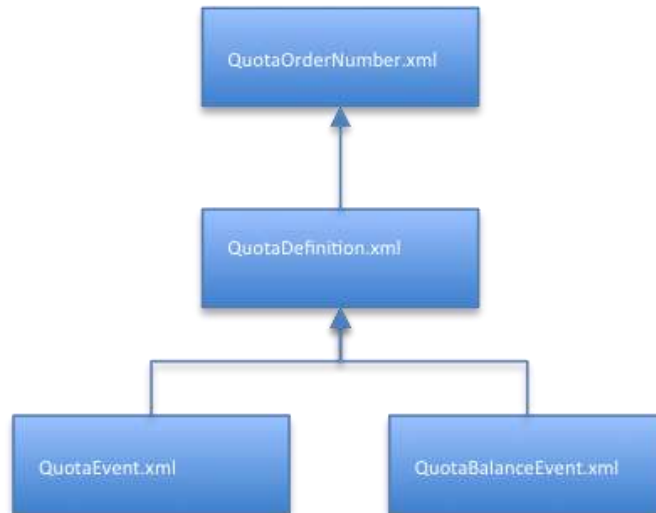 QuotaOrderNumber.xml
QuotaDefinition.xml
QuotaEvent.xml
QuotaBalanceEvent.xml